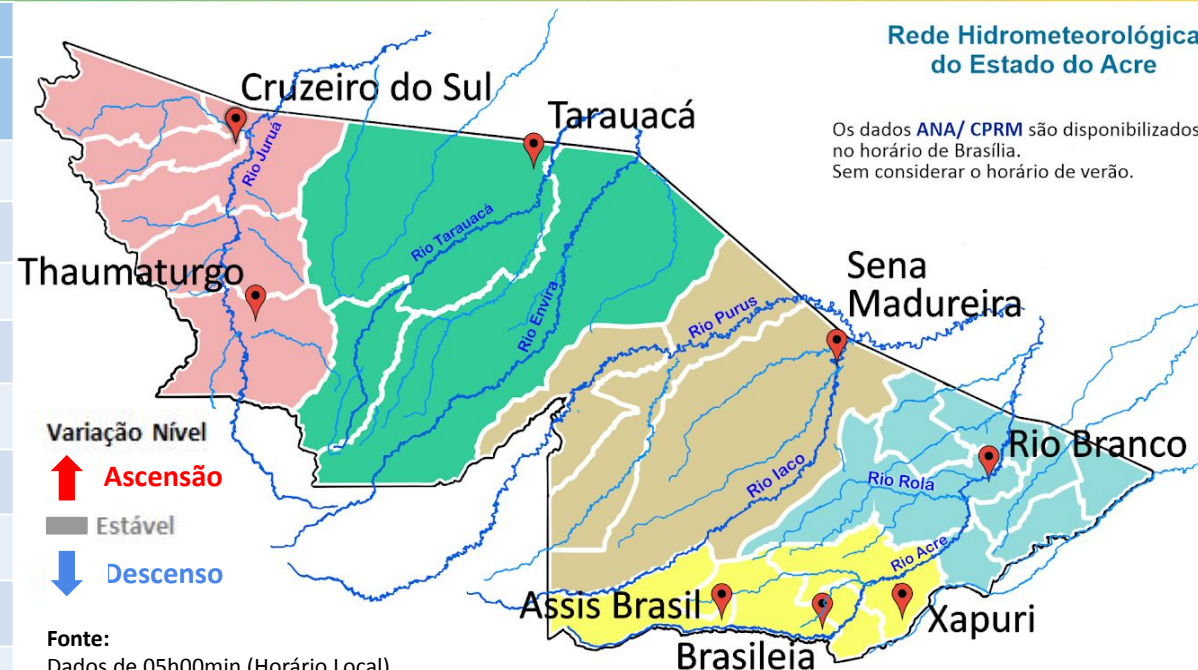 Rede Hidrometeorológica
do Estado do Acre
Os dados ANA/ CPRM são disponibilizados
no horário de Brasília.
Sem considerar o horário de verão.
Cruzeiro do Sul
Tarauacá
Rio Juruá
Rio Tarauacá
Thaumaturgo
Rio Envira
Sena
Madureira
Rio Purus
Variação Nível
Ascensão
Estável
Descenso
Rio Branco
Rio Iaco
Rio Rola
Rio Acre
Assis Brasil
Xapuri
Brasileia
Fonte:
Dados de 05h00min (Horário Local)